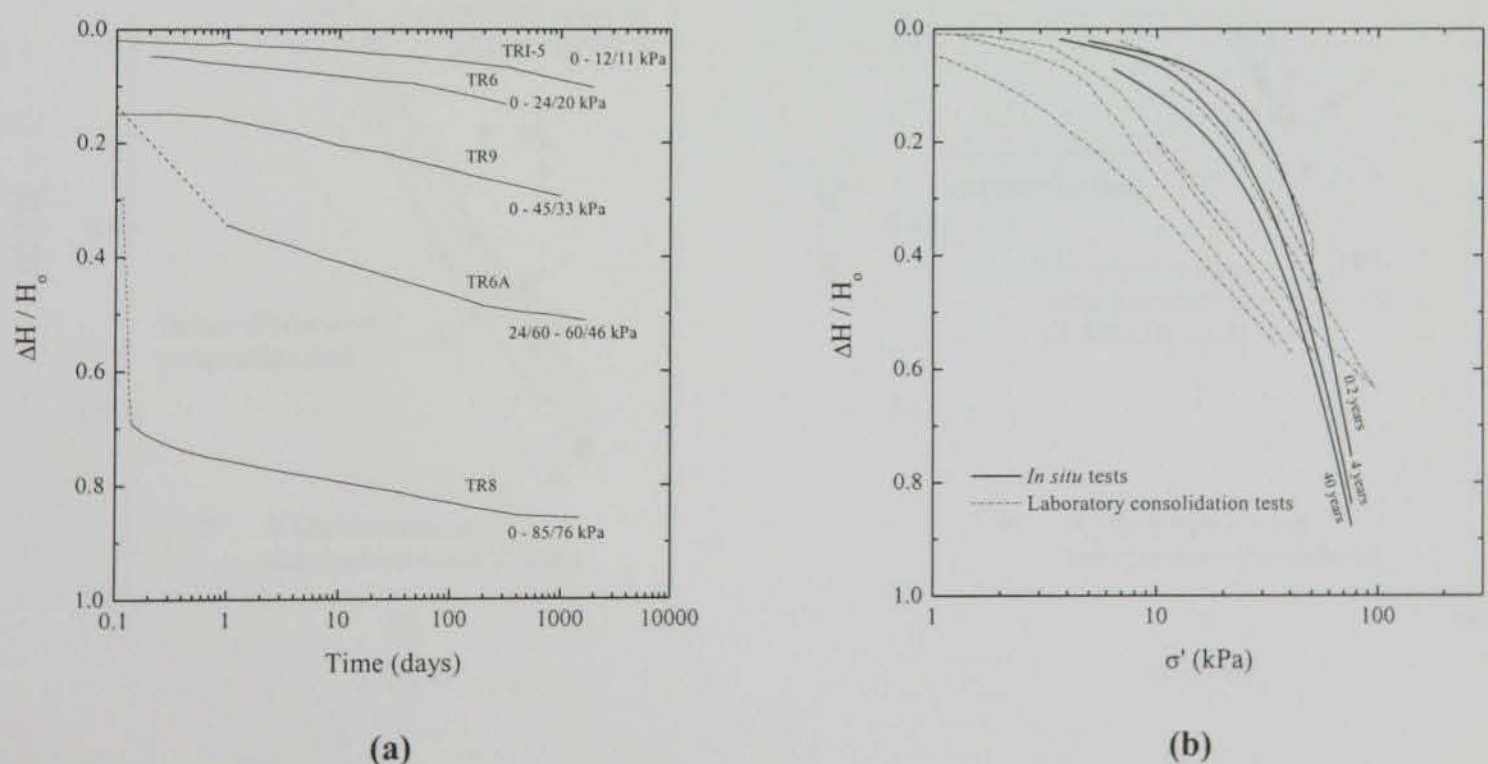 0.0
0.2
0.4
0.6
0.8
1.0
ΔH / H₀
TRI-5
0 - 12/11 kPa
TR6
0 - 24/20 kPa
TR9
0 - 45/33 kPa
TR6A
24/60 - 60/46 kPa
TR8
0 - 85/76 kPa
0.1 1 10 100 1000 10000
Time (days)
(a)
0.0
0.2
0.4
0.6
0.8
1.0
ΔH / H₀
0.2 years
4 years
40 years
In situ tests
Laboratory consolidation tests
1 10 100
σ' (kPa)
(b)